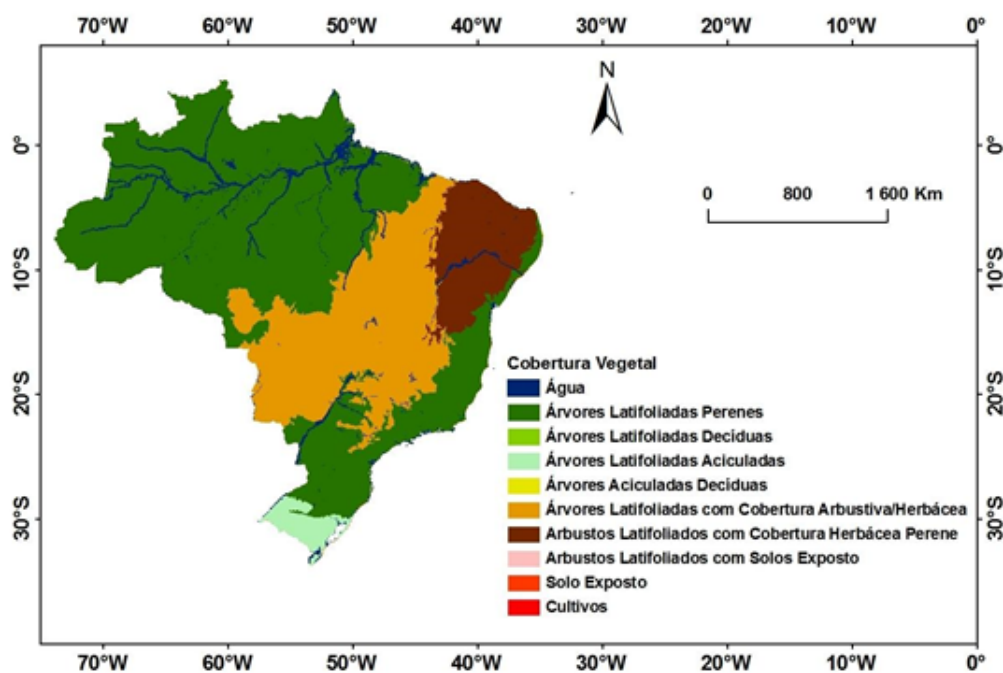 70°W 60°W 50°W 40°W 30°W 20°W 10°W 0°
N
0° 0°
0 800 1 600 Km
10°S 10°S
Cobertura Vegetal
Água
20°S 20°S
Árvores Latifoliadas Perenes
Árvores Latifoliadas Decíduas
Árvores Latifoliadas Aciculadas
Árvores Aciculadas Decíduas
Árvores Latifoliadas com Cobertura Arbustiva/Herbácea
30°S 30°S
Arbustos Latifoliados com Cobertura Herbácea Perene
Arbustos Latifoliados com Solos Exposto
Solo Exposto
Cultivos
70°W 60°W 50°W 40°W 30°W 20°W 10°W 0°